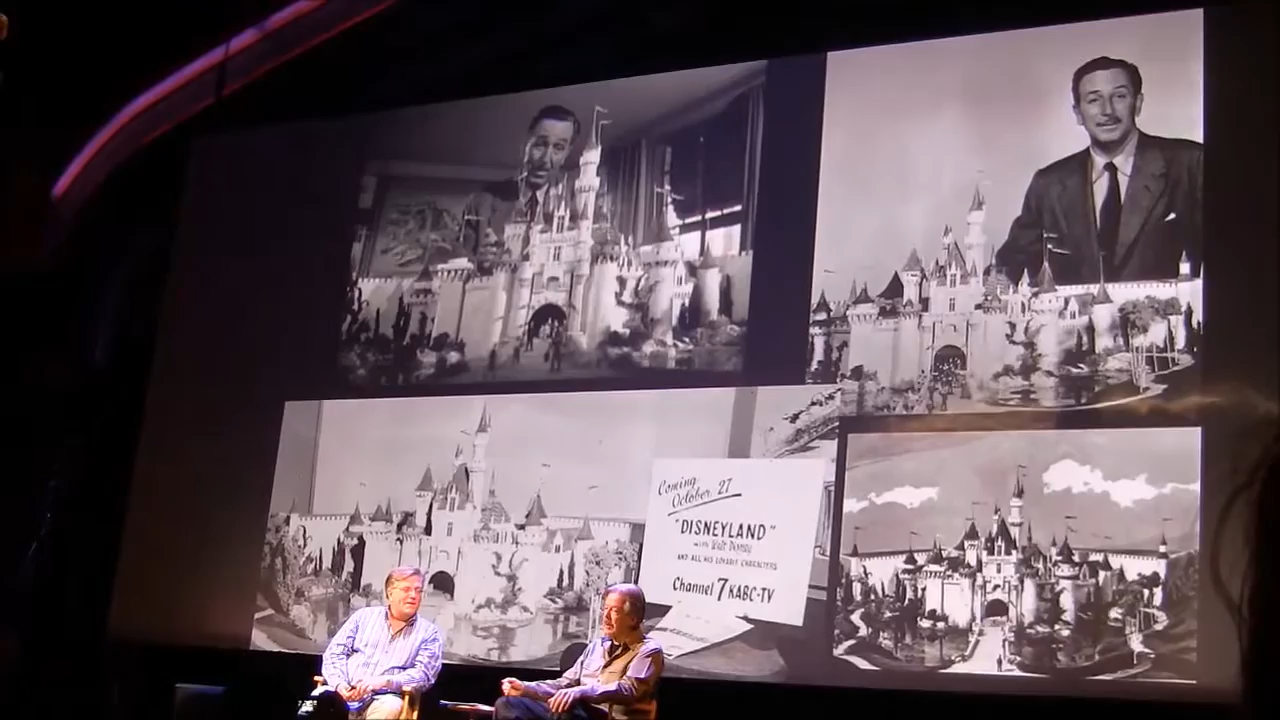 Coming
October 27
"DISNEYLAND"
with Walt Disney
AND ALL HIS LOVABLE CHARACTERS
Channel 7 KABC-TV